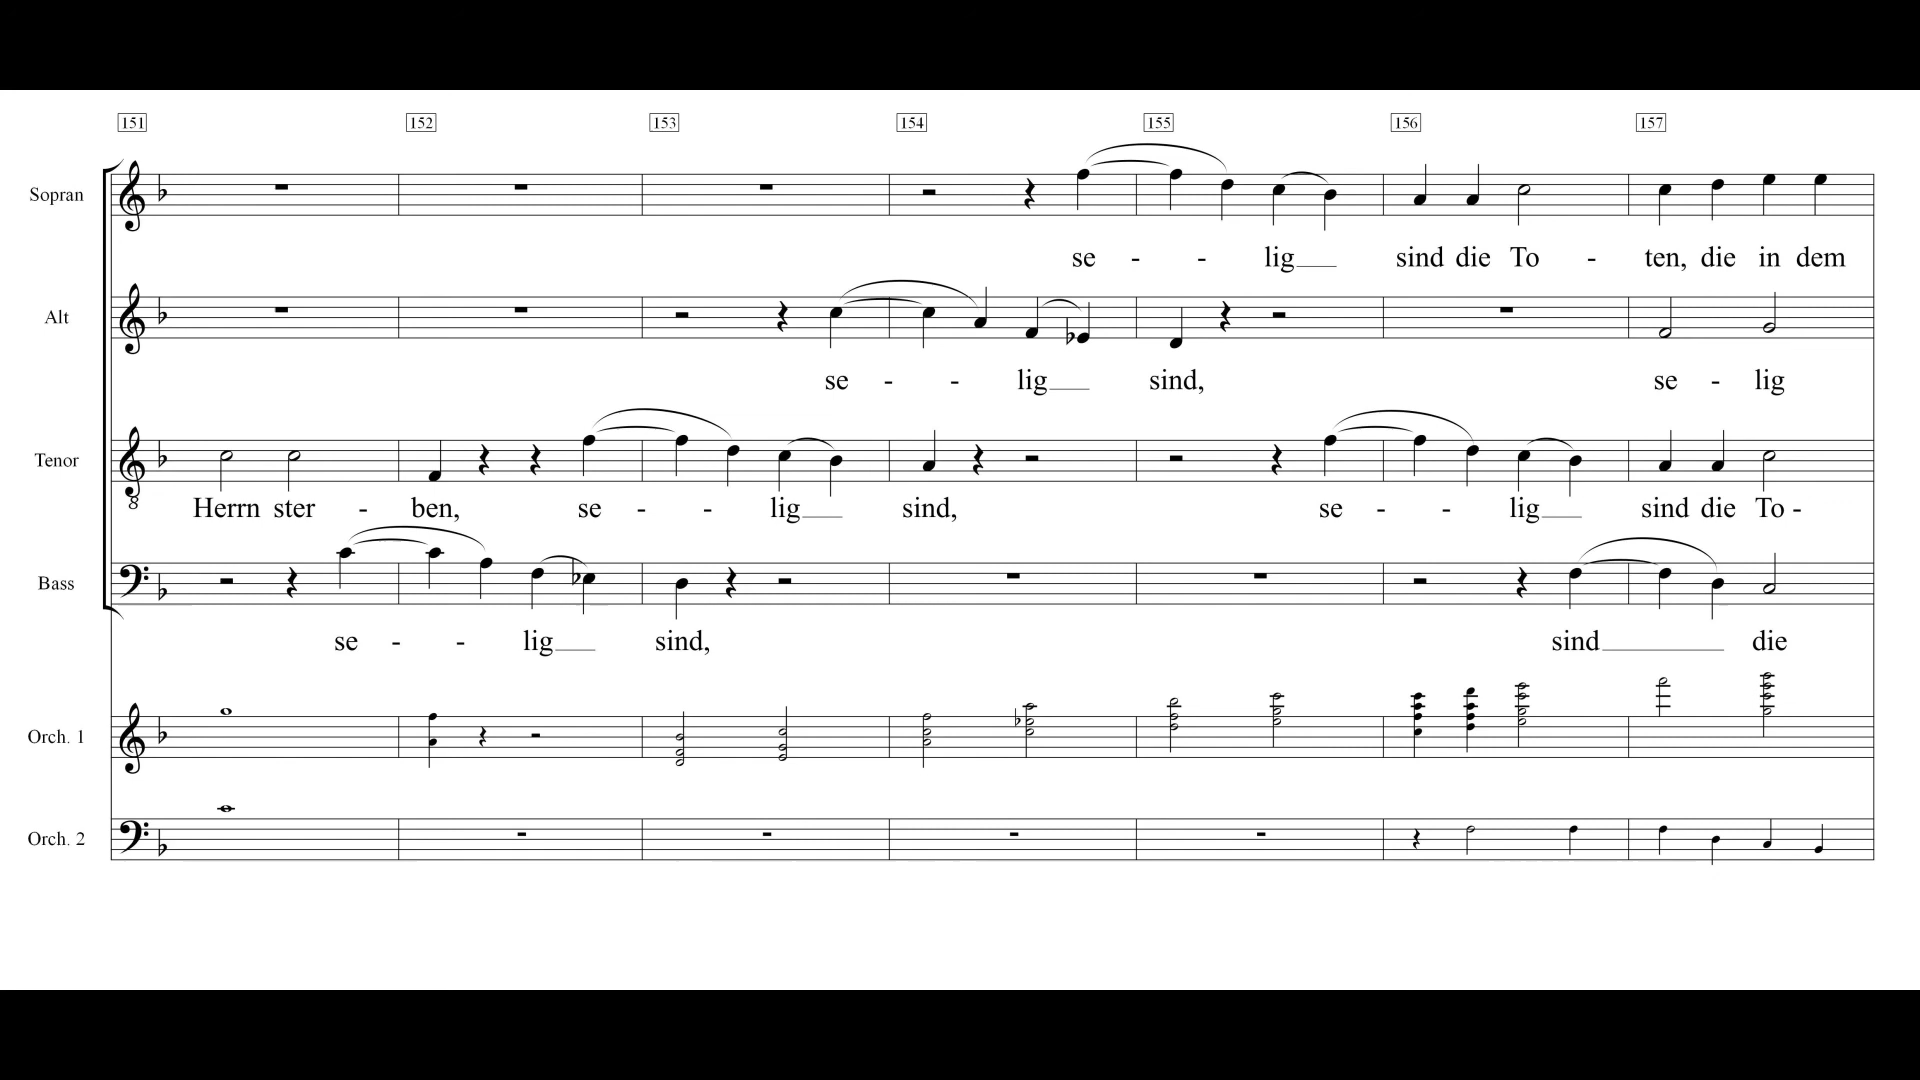 151 152 153 154 155 156 157
Sopran
se - - lig sind die To - ten, die in dem
Alt
se - - lig sind, se - lig
Tenor
8
Herrn ster - ben, se - - lig sind, se - - lig sind die To -
Bass
se - - lig sind, sind die
Orch. 1
Orch. 2